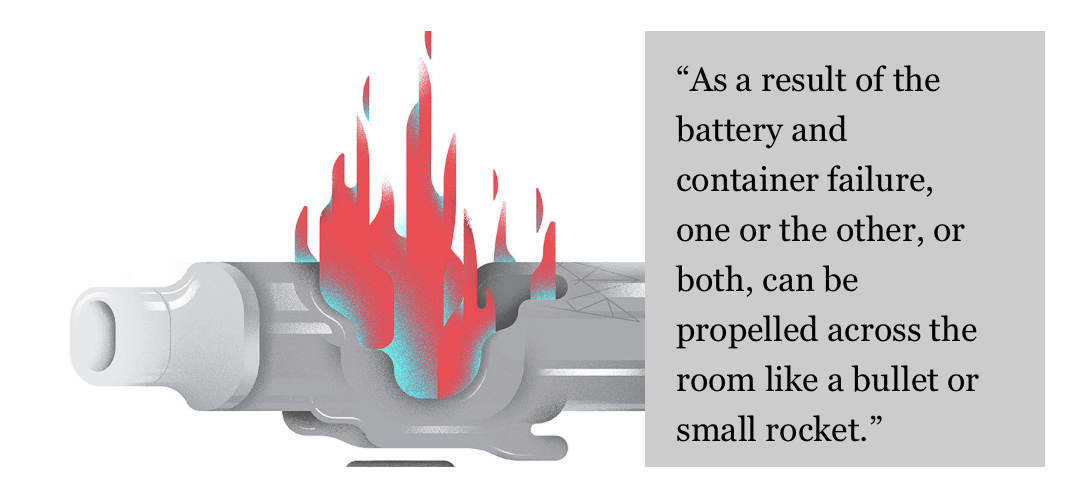 “As a result of the
battery and
container failure,
one or the other, or
both, can be
propelled across the
room like a bullet or
small rocket.”